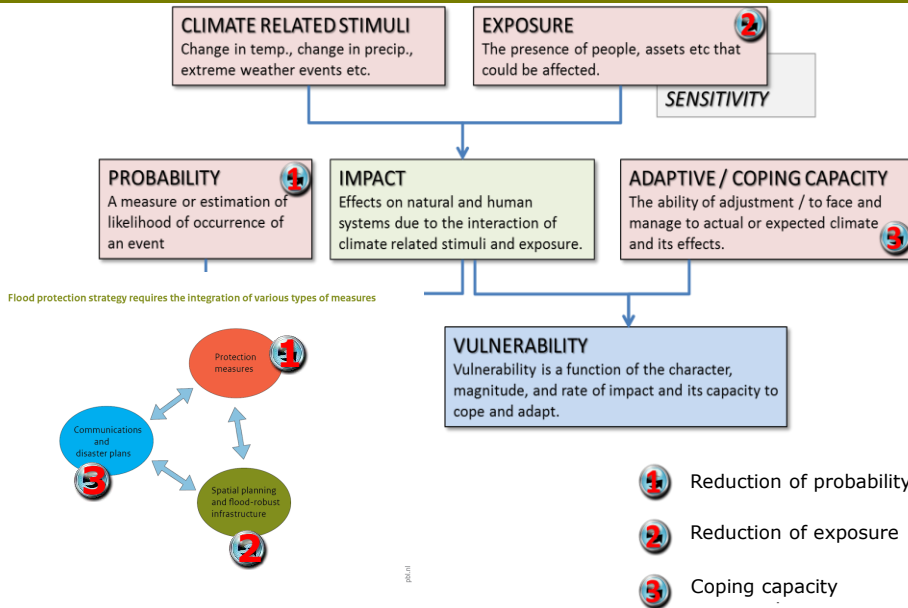 CLIMATE RELATED STIMULI
Change in temp., change in precip.,
extreme weather events etc.
EXPOSURE
The presence of people, assets etc that
could be affected.
2
SENSITIVITY
PROBABILITY
A measure or estimation of
likelihood of occurrence of
an event
1
IMPACT
Effects on natural and human
systems due to the interaction of
climate related stimuli and exposure.
ADAPTIVE / COPING CAPACITY
The ability of adjustment / to face and
manage to actual or expected climate
and its effects.
3
Flood protection strategy requires the integration of various types of measures
Protection
measures
1
Communications
and
disaster plans
3
Spatial planning
and flood-robust
infrastructure
2
pbl.nl
VULNERABILITY
Vulnerability is a function of the character,
magnitude, and rate of impact and its capacity to
cope and adapt.
1 Reduction of probability
2 Reduction of exposure
3 Coping capacity